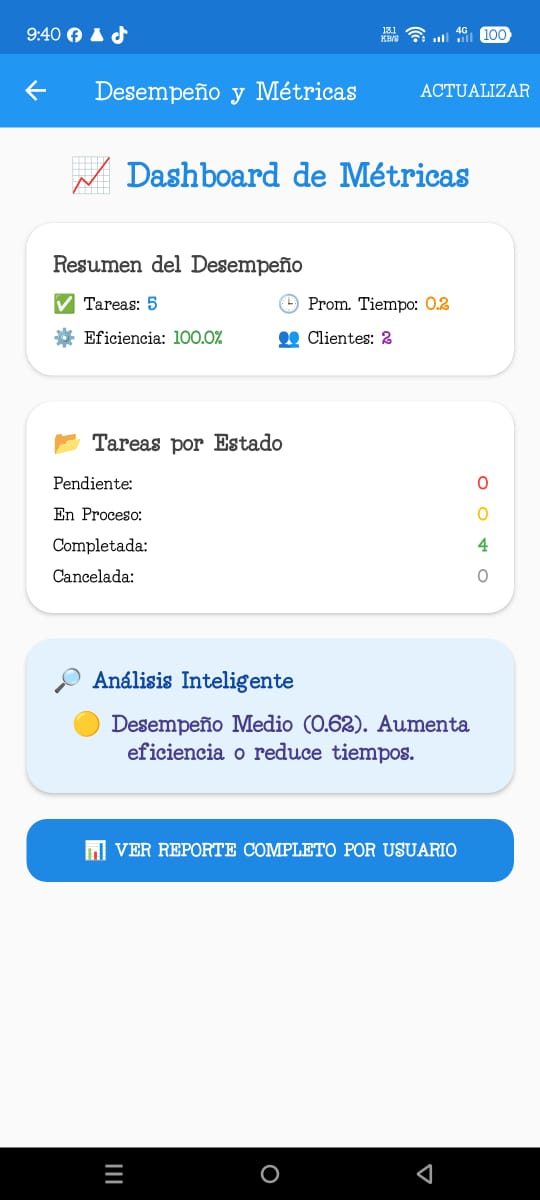 9:40 13.1 KB/S 4G 100
Desempeño y Métricas ACTUALIZAR
Dashboard de Métricas
Resumen del Desempeño
Tareas: 5 Prom. Tiempo: 0.2
Eficiencia: 100.0% Clientes: 2
Tareas por Estado
Pendiente: 0
En Proceso: 0
Completada: 4
Cancelada: 0
Análisis Inteligente
Desempeño Medio (0.62). Aumenta
eficiencia o reduce tiempos.
VER REPORTE COMPLETO POR USUARIO